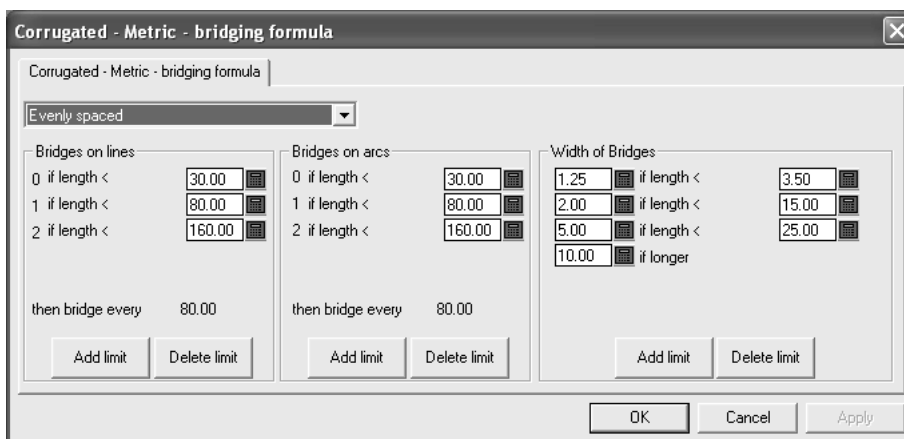 Corrugated - Metric - bridging formula
Corrugated - Metric - bridging formula
Evenly spaced
Bridges on lines
0 if length < 30.00
1 if length < 80.00
2 if length < 160.00
then bridge every 80.00
Add limit Delete limit
Bridges on arcs
0 if length < 30.00
1 if length < 80.00
2 if length < 160.00
then bridge every 80.00
Add limit Delete limit
Width of Bridges
1.25 if length < 3.50
2.00 if length < 15.00
5.00 if length < 25.00
10.00 if longer
Add limit Delete limit
OK Cancel Apply